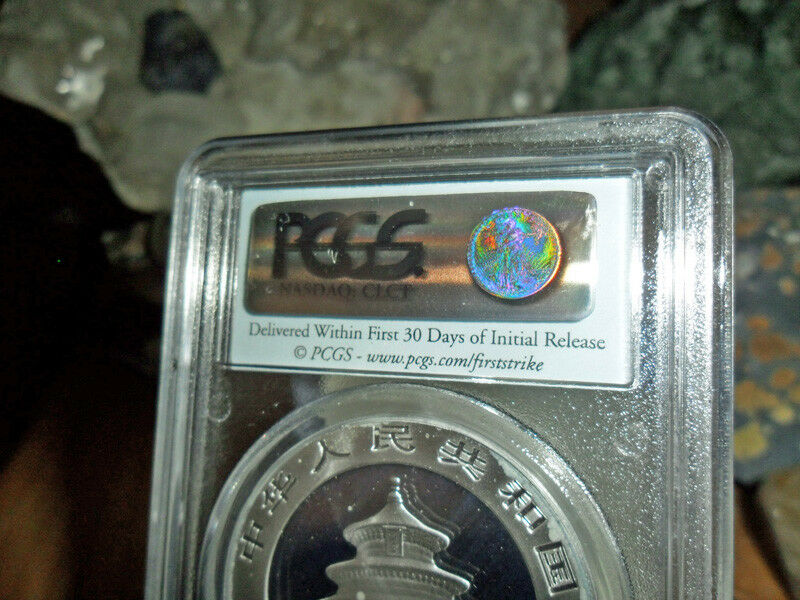 PCGS
NASDAQ: CLCT
Delivered Within First 30 Days of Initial Release
© PCGS - www.pcgs.com/firststrike
中华人民共和国